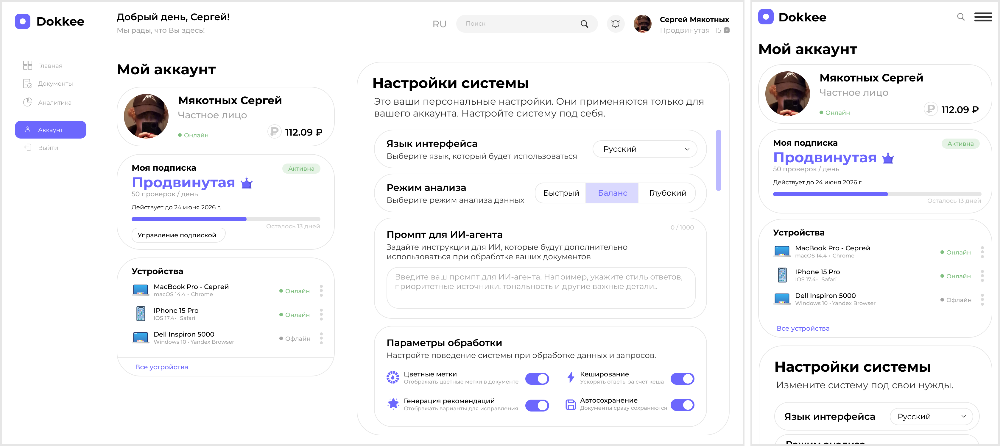 Dokkee
Добрый день, Сергей!
Мы рады, что Вы здесь!
RU
Поиск
Сергей Мякотных
Продвинутая 15
Главная
Документы
Аналитика
Аккаунт
Выйти
Мой аккаунт
Мякотных Сергей
Частное лицо
Онлайн
₽ 112.09 ₽
Моя подписка
Активна
Продвинутая
50 проверок / день
Действует до 24 июня 2026 г.
Осталось 13 дней
Управление подпиской
Устройства
MacBook Pro - Сергей
macOS 14.4 • Chrome
Онлайн
IPhone 15 Pro
IOS 17.4• Safari
Онлайн
Dell Inspiron 5000
Windows 10 • Yandex Browser
Офлайн
Все устройства
Настройки системы
Это ваши персональные настройки. Они применяются только для
вашего аккаунта. Настройте систему под себя.
Язык интерфейса
Выберите язык, который будет использоваться
Русский
Режим анализа
Выберите режим анализа данных
Быстрый Баланс Глубокий
0 / 1000
Промпт для ИИ-агента
Задайте инструкции для ИИ, которые будут дополнительно
использоваться при обработке ваших документов
Введите ваш промпт для ИИ-агента. Например, укажите стиль ответов,
приоритетные источники, тональность и другие важные детали..
Параметры обработки
Настройте поведение системы при обработке данных и запросов.
Цветные метки
Отображать цветные метки в документе
Кеширование
Ускорять ответы за счёт кеша
Генерация рекомендаций
Отображать варианты для исправления
Автосохранение
Документы сразу сохраняются
Dokkee
Мой аккаунт
Мякотных Сергей
Частное лицо
Онлайн
₽ 112.09 ₽
Моя подписка
Активна
Продвинутая
50 проверок / день
Действует до 24 июня 2026 г.
Осталось 13 дней
Устройства
MacBook Pro - Сергей
macOS 14.4 • Chrome
Онлайн
IPhone 15 Pro
IOS 17.4• Safari
Онлайн
Dell Inspiron 5000
Windows 10 • Yandex Browser
Офлайн
Все устройства
Настройки системы
Измените систему под свои нужды.
Язык интерфейса
Русский
Режим анализа